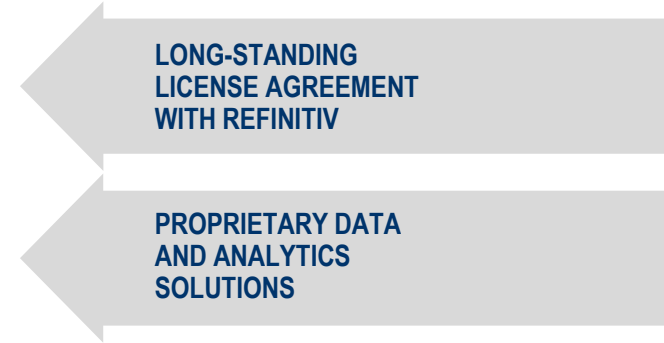 LONG-STANDING
LICENSE AGREEMENT
WITH REFINITIV
PROPRIETARY DATA
AND ANALYTICS
SOLUTIONS